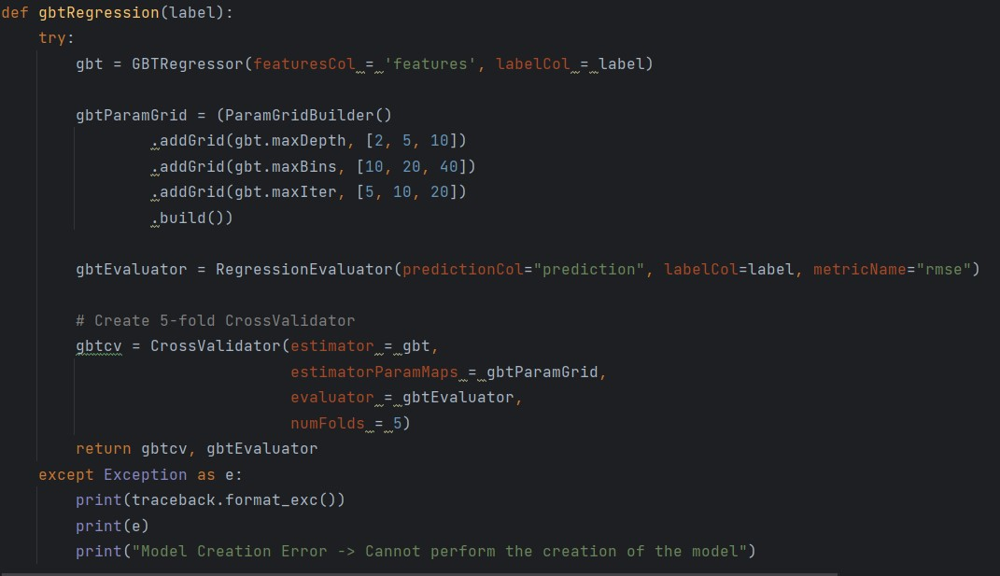 def gbtRegression(label):
    try:
        gbt = GBTRegressor(featuresCol = 'features', labelCol = label)

        gbtParamGrid = (ParamGridBuilder()
                .addGrid(gbt.maxDepth, [2, 5, 10])
                .addGrid(gbt.maxBins, [10, 20, 40])
                .addGrid(gbt.maxIter, [5, 10, 20])
                .build())

        gbtEvaluator = RegressionEvaluator(predictionCol="prediction", labelCol=label, metricName="rmse")

        # Create 5-fold CrossValidator
        gbtcv = CrossValidator(estimator = gbt,
                               estimatorParamMaps = gbtParamGrid,
                               evaluator = gbtEvaluator,
                               numFolds = 5)
        return gbtcv, gbtEvaluator
    except Exception as e:
        print(traceback.format_exc())
        print(e)
        print("Model Creation Error -> Cannot perform the creation of the model")